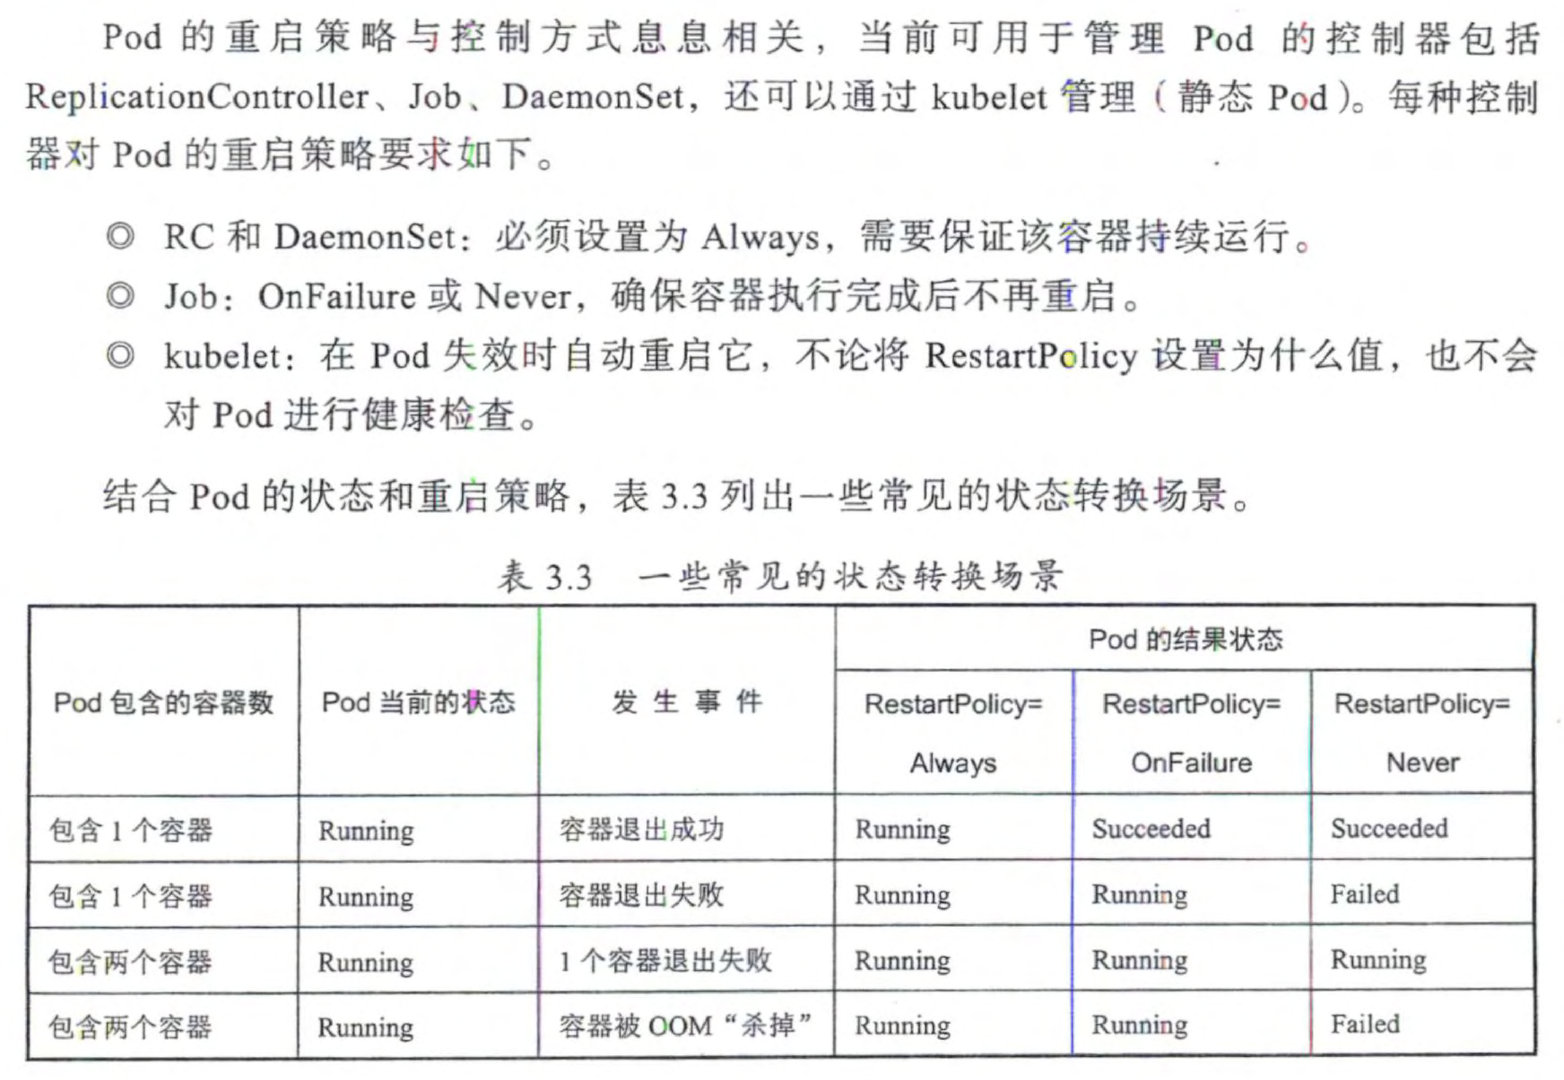 Pod 的重启策略与控制方式息息相关，当前可用于管理 Pod 的控制器包括
ReplicationController、Job、DaemonSet，还可以通过 kubelet 管理（静态 Pod）。每种控制
器对 Pod 的重启策略要求如下。
◎ RC 和 DaemonSet：必须设置为 Always，需要保证该容器持续运行。
◎ Job：OnFailure 或 Never，确保容器执行完成后不再重启。
◎ kubelet：在 Pod 失效时自动重启它，不论将 RestartPolicy 设置为什么值，也不会
对 Pod 进行健康检查。
结合 Pod 的状态和重启策略，表 3.3 列出一些常见的状态转换场景。
表 3.3 一些常见的状态转换场景
Pod 包含的容器数 Pod 当前的状态 发生事件 Pod 的结果状态
RestartPolicy= RestartPolicy= RestartPolicy=
Always OnFailure Never
包含 1 个容器 Running 容器退出成功 Running Succeeded Succeeded
包含 1 个容器 Running 容器退出失败 Running Running Failed
包含两个容器 Running 1 个容器退出失败 Running Running Running
包含两个容器 Running 容器被 OOM“杀掉” Running Running Failed